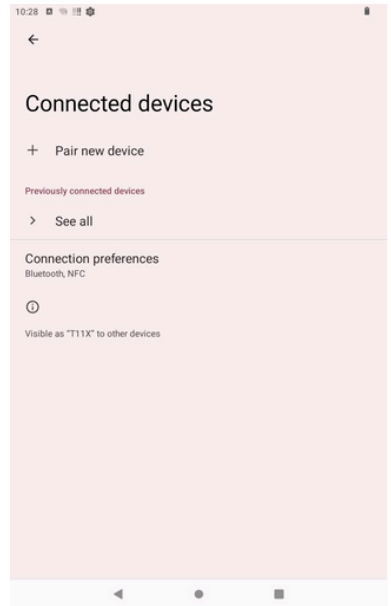 10:28
Connected devices
Pair new device
Previously connected devices
See all
Connection preferences
Bluetooth, NFC
Visible as "T11X" to other devices